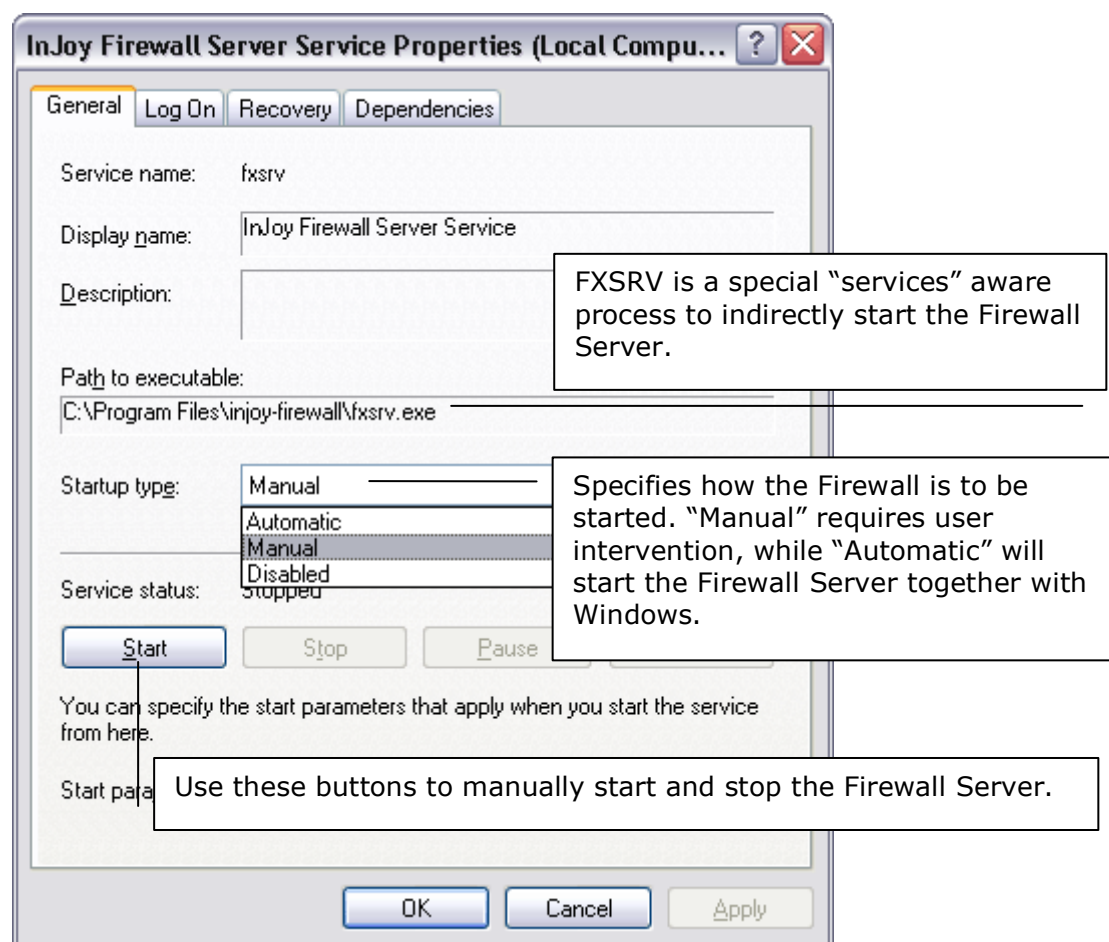 InJoy Firewall Server Service Properties (Local Compu...
General Log On Recovery Dependencies
Service name: fxsrv
Display name: InJoy Firewall Server Service
Description:
FXSRV is a special “services” aware
process to indirectly start the Firewall
Server.
Path to executable:
C:\Program Files\injoy-firewall\fxsrv.exe
Startup type: Manual
Automatic
Manual
Disabled
Specifies how the Firewall is to be
started. “Manual” requires user
intervention, while “Automatic” will
start the Firewall Server together with
Windows.
Service status: Stopped
Start Stop Pause
You can specify the start parameters that apply when you start the service
from here.
Start
Use these buttons to manually start and stop the Firewall Server.
OK Cancel Apply